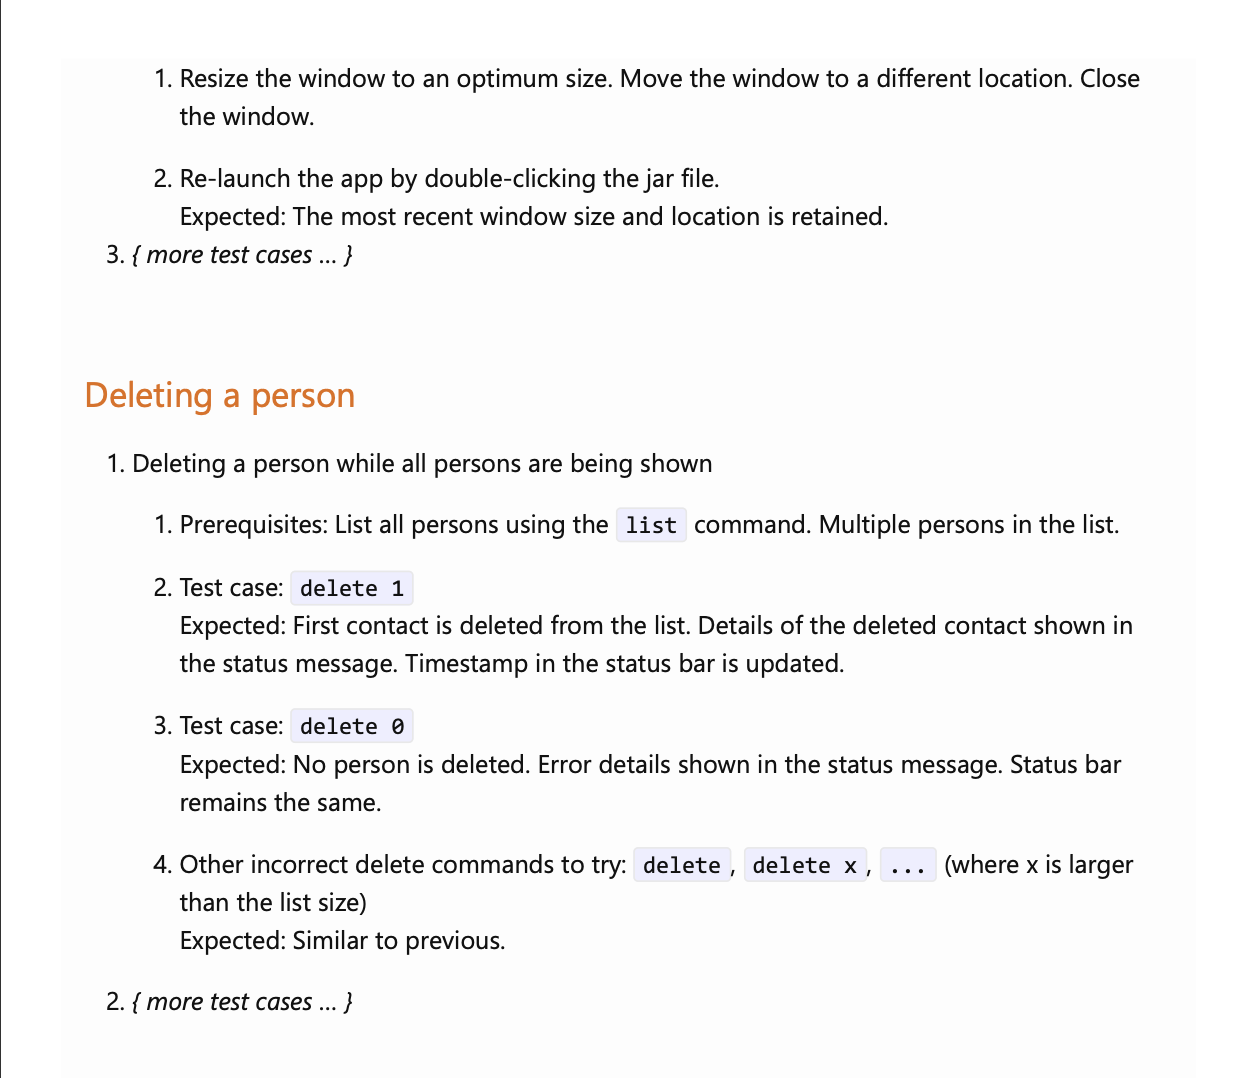 1. Resize the window to an optimum size. Move the window to a different location. Close
the window.
2. Re-launch the app by double-clicking the jar file.
Expected: The most recent window size and location is retained.
3. { more test cases … }
Deleting a person
1. Deleting a person while all persons are being shown
1. Prerequisites: List all persons using the list command. Multiple persons in the list.
2. Test case: delete 1
Expected: First contact is deleted from the list. Details of the deleted contact shown in
the status message. Timestamp in the status bar is updated.
3. Test case: delete 0
Expected: No person is deleted. Error details shown in the status message. Status bar
remains the same.
4. Other incorrect delete commands to try: delete, delete x, ... (where x is larger
than the list size)
Expected: Similar to previous.
2. { more test cases … }